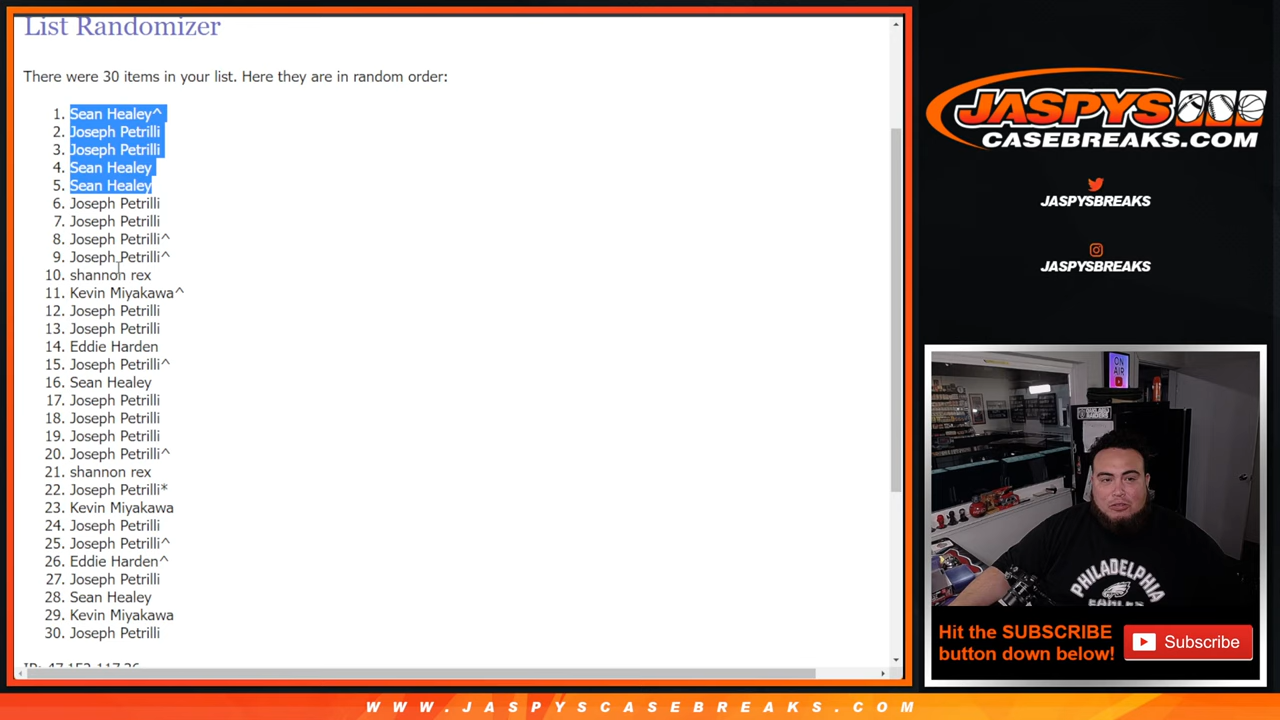 List Randomizer
There were 30 items in your list. Here they are in random order:
1. Sean Healey^
2. Joseph Petrilli
3. Joseph Petrilli
4. Sean Healey
5. Sean Healey
6. Joseph Petrilli
7. Joseph Petrilli
8. Joseph Petrilli^
9. Joseph Petrilli^
10. shannon rex
11. Kevin Miyakawa^
12. Joseph Petrilli
13. Joseph Petrilli
14. Eddie Harden
15. Joseph Petrilli^
16. Sean Healey
17. Joseph Petrilli
18. Joseph Petrilli
19. Joseph Petrilli
20. Joseph Petrilli^
21. shannon rex
22. Joseph Petrilli*
23. Kevin Miyakawa
24. Joseph Petrilli
25. Joseph Petrilli^
26. Eddie Harden^
27. Joseph Petrilli
28. Sean Healey
29. Kevin Miyakawa
30. Joseph Petrilli
JASPYS
CASEBREAKS.COM
JASPYSBREAKS
JASPYSBREAKS
ON
AIR
PHILADELPHIA
EAGLES
Hit the SUBSCRIBE
button down below!
Subscribe
WWW.JASPYSCASEBREAKS.COM